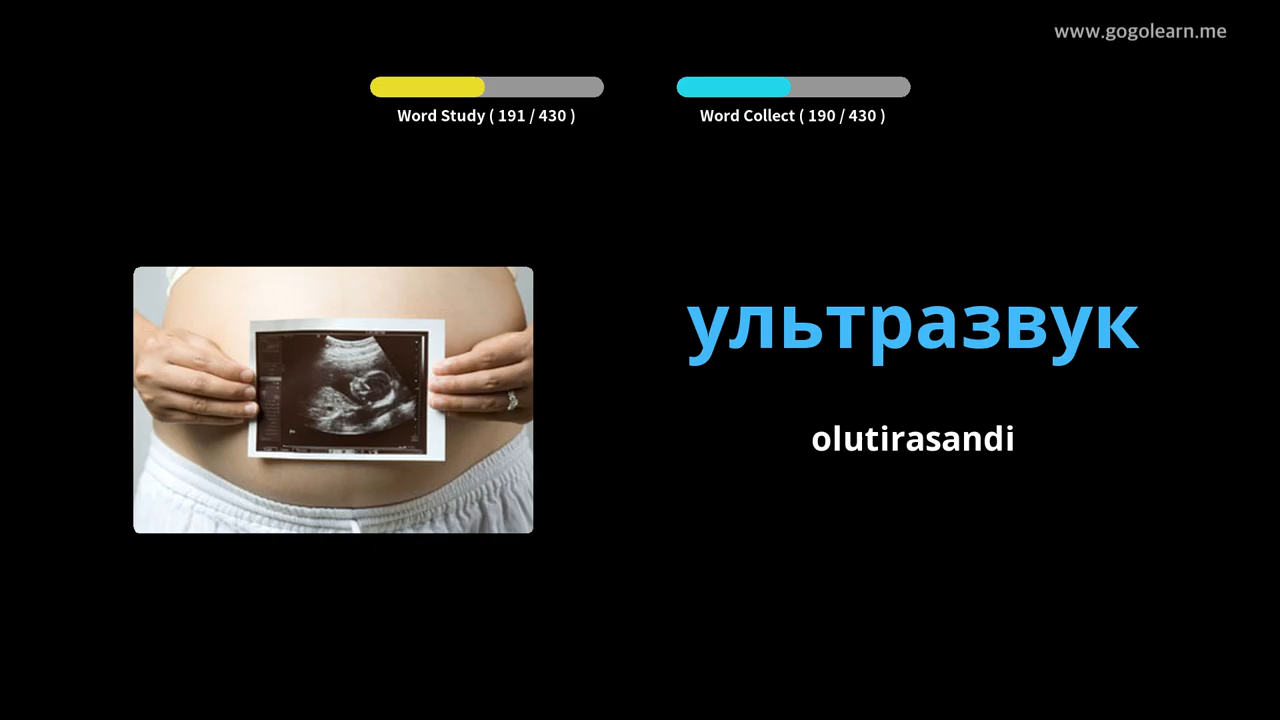 www.gogolearn.me
Word Study ( 191 / 430 )
Word Collect ( 190 / 430 )
ультразвук
olutirasandi